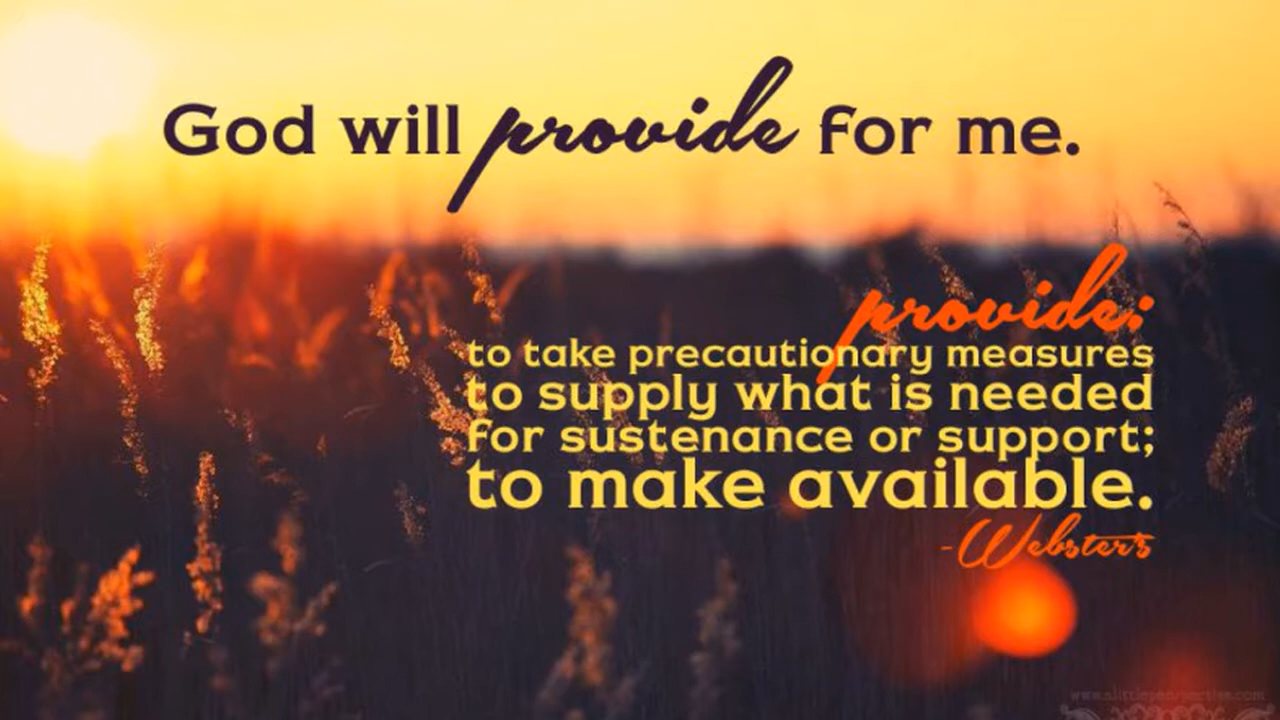 God will provide for me.
provide:
to take precautionary measures
to supply what is needed
for sustenance or support;
to make available.
-Webster's